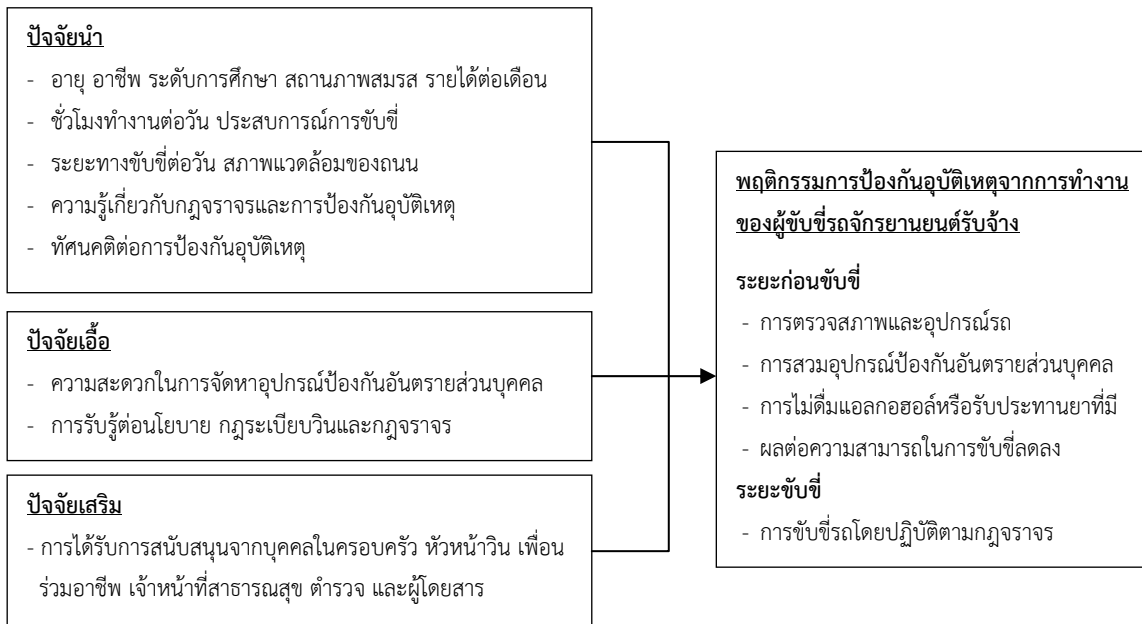 ปัจจัยนำ
- อายุ อาชีพ ระดับการศึกษา สถานภาพสมรส รายได้ต่อเดือน
- ชั่วโมงทำงานต่อวัน ประสบการณ์การขับขี่
- ระยะทางขับขี่ต่อวัน สภาพแวดล้อมของถนน
- ความรู้เกี่ยวกับกฎจราจรและการป้องกันอุบัติเหตุ
- ทัศนคติต่อการป้องกันอุบัติเหตุ
ปัจจัยเอื้อ
- ความสะดวกในการจัดหาอุปกรณ์ป้องกันอันตรายส่วนบุคคล
- การรับรู้ต่อนโยบาย กฎระเบียบวินและกฎจราจร
ปัจจัยเสริม
- การได้รับการสนับสนุนจากบุคคลในครอบครัว หัวหน้าวิน เพื่อน
ร่วมอาชีพ เจ้าหน้าที่สาธารณสุข ตำรวจ และผู้โดยสาร
พฤติกรรมการป้องกันอุบัติเหตุจากการทำงาน
ของผู้ขับขี่รถจักรยานยนต์รับจ้าง
ระยะก่อนขับขี่
- การตรวจสภาพและอุปกรณ์รถ
- การสวมอุปกรณ์ป้องกันอันตรายส่วนบุคคล
- การไม่ดื่มแอลกอฮอล์หรือรับประทานยาที่มี
- ผลต่อความสามารถในการขับขี่ลดลง
ระยะขับขี่
- การขับขี่รถโดยปฏิบัติตามกฎจราจร